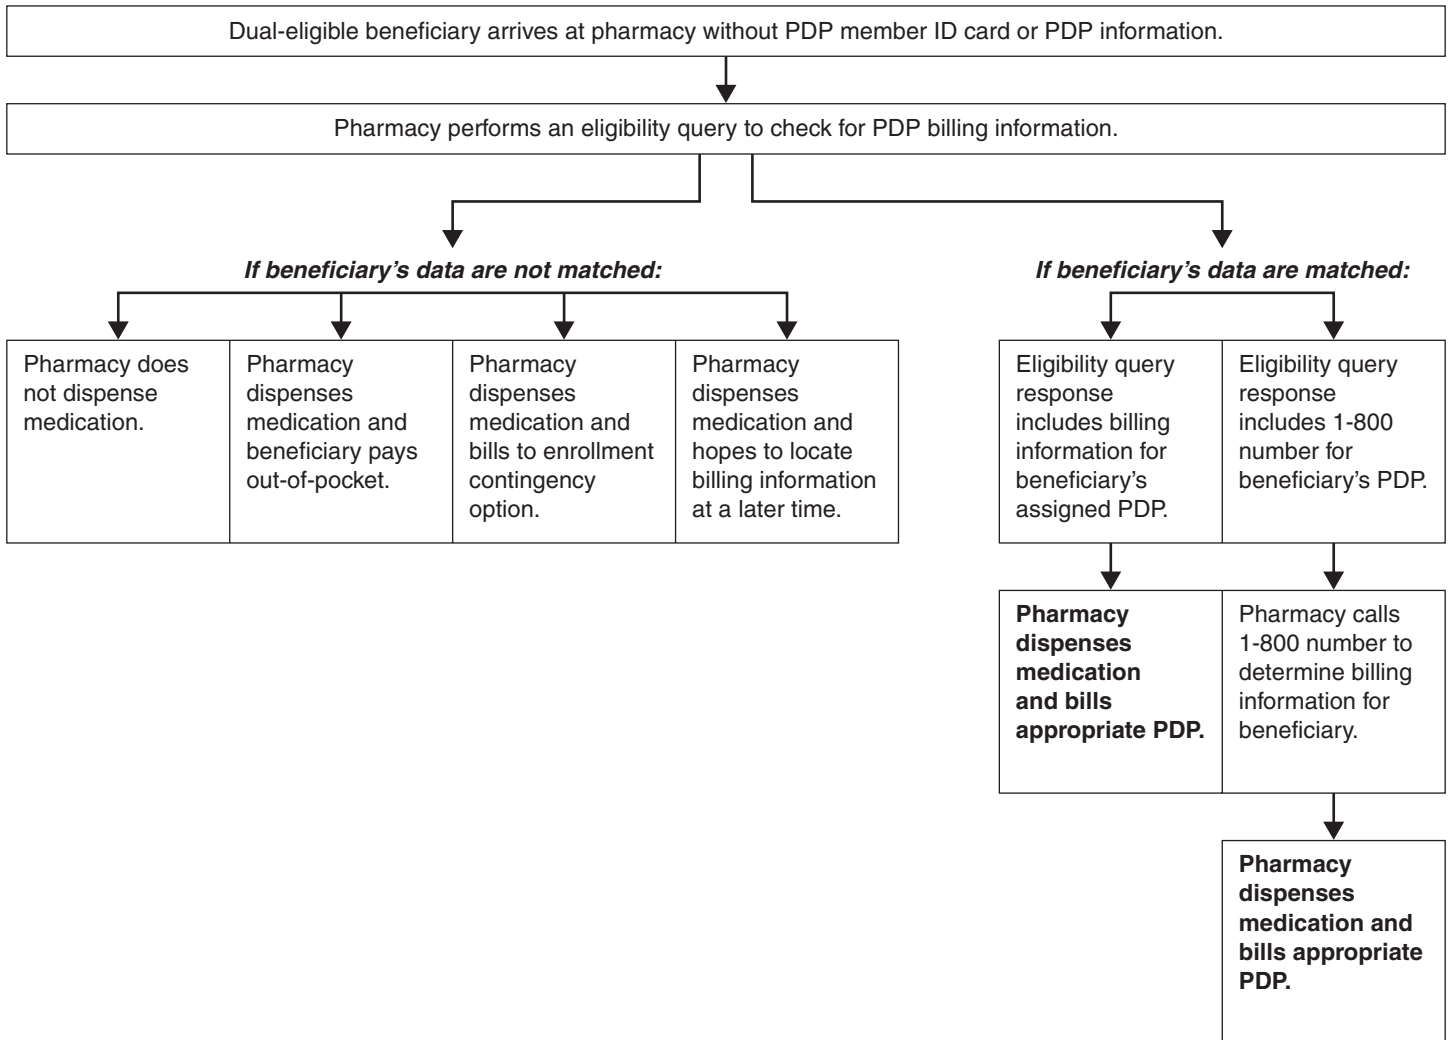 Dual-eligible beneficiary arrives at pharmacy without PDP member ID card or PDP information.
Pharmacy performs an eligibility query to check for PDP billing information.
If beneficiary's data are not matched:
If beneficiary's data are matched:
Pharmacy does
not dispense
medication.
Pharmacy
dispenses
medication and
beneficiary pays
out-of-pocket.
Pharmacy
dispenses
medication and
bills to enrollment
contingency
option.
Pharmacy
dispenses
medication and
hopes to locate
billing information
at a later time.
Eligibility query
response
includes billing
information for
beneficiary's
assigned PDP.
Eligibility query
response
includes 1-800
number for
beneficiary's PDP.
Pharmacy
dispenses
medication
and bills
appropriate PDP.
Pharmacy calls
1-800 number to
determine billing
information for
beneficiary.
Pharmacy
dispenses
medication and
bills appropriate
PDP.